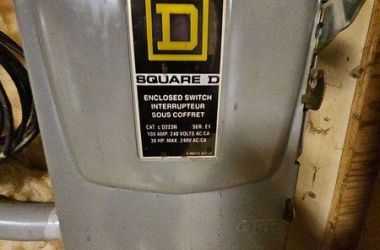 D
SQUARE D
ENCLOSED SWITCH
INTERRUPTEUR
SOUS COFFRET
CAT. c D223N SER. E1
100 AMP. 240 VOLTS AC/CA
30 HP. MAX. 240V AC/CA
OFF